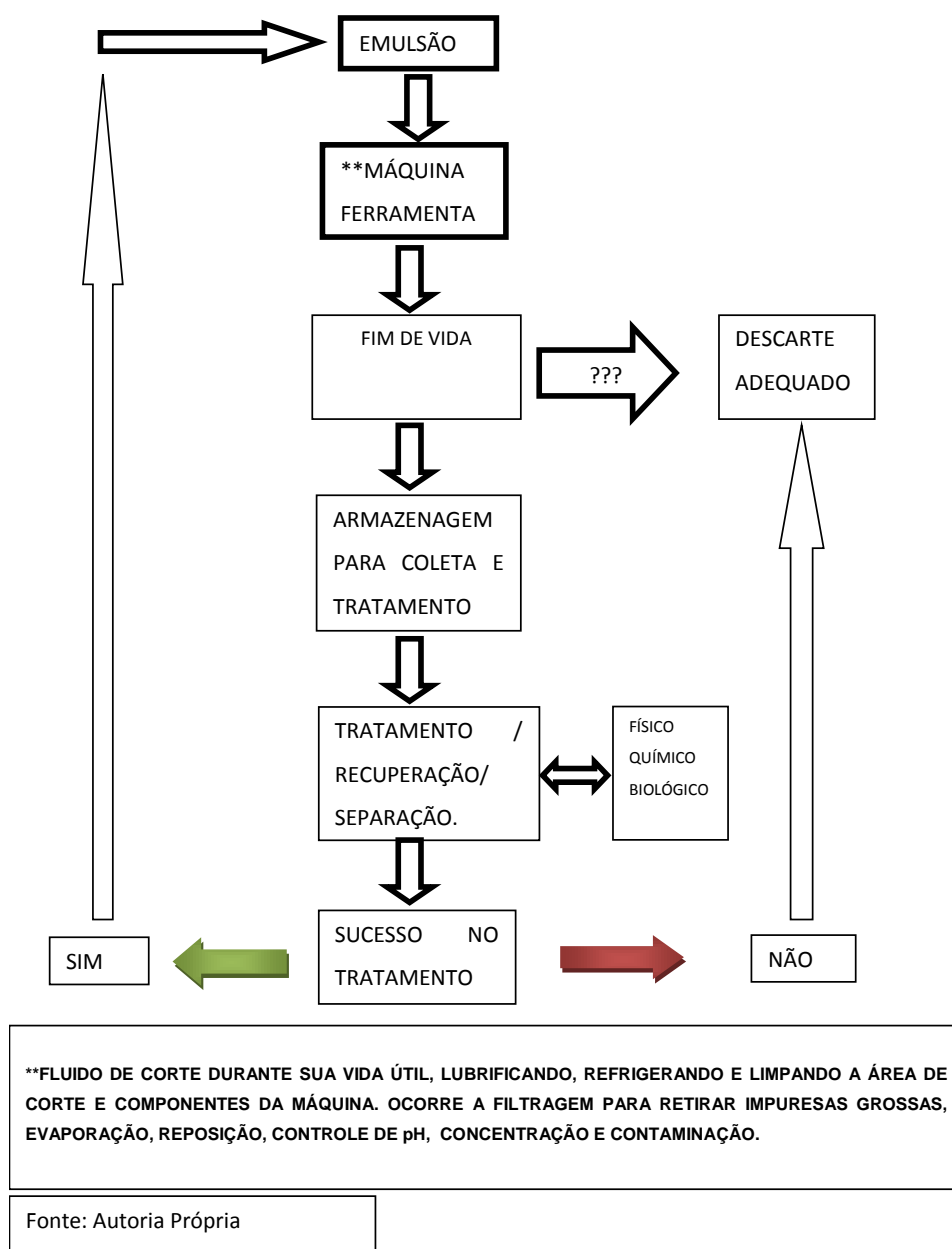 EMULSÃO
**MÁQUINA
FERRAMENTA
FIM DE VIDA
???
DESCARTE
ADEQUADO
ARMAZENAGEM
PARA COLETA E
TRATAMENTO
TRATAMENTO /
RECUPERAÇÃO/
SEPARAÇÃO.
FÍSICO
QUÍMICO
BIOLÓGICO
SIM
SUCESSO NO
TRATAMENTO
NÃO
**FLUIDO DE CORTE DURANTE SUA VIDA ÚTIL, LUBRIFICANDO, REFRIGERANDO E LIMPANDO A ÁREA DE
CORTE E COMPONENTES DA MÁQUINA. OCORRE A FILTRAGEM PARA RETIRAR IMPURESAS GROSSAS,
EVAPORAÇÃO, REPOSIÇÃO, CONTROLE DE pH, CONCENTRAÇÃO E CONTAMINAÇÃO.
Fonte: Autoria Própria